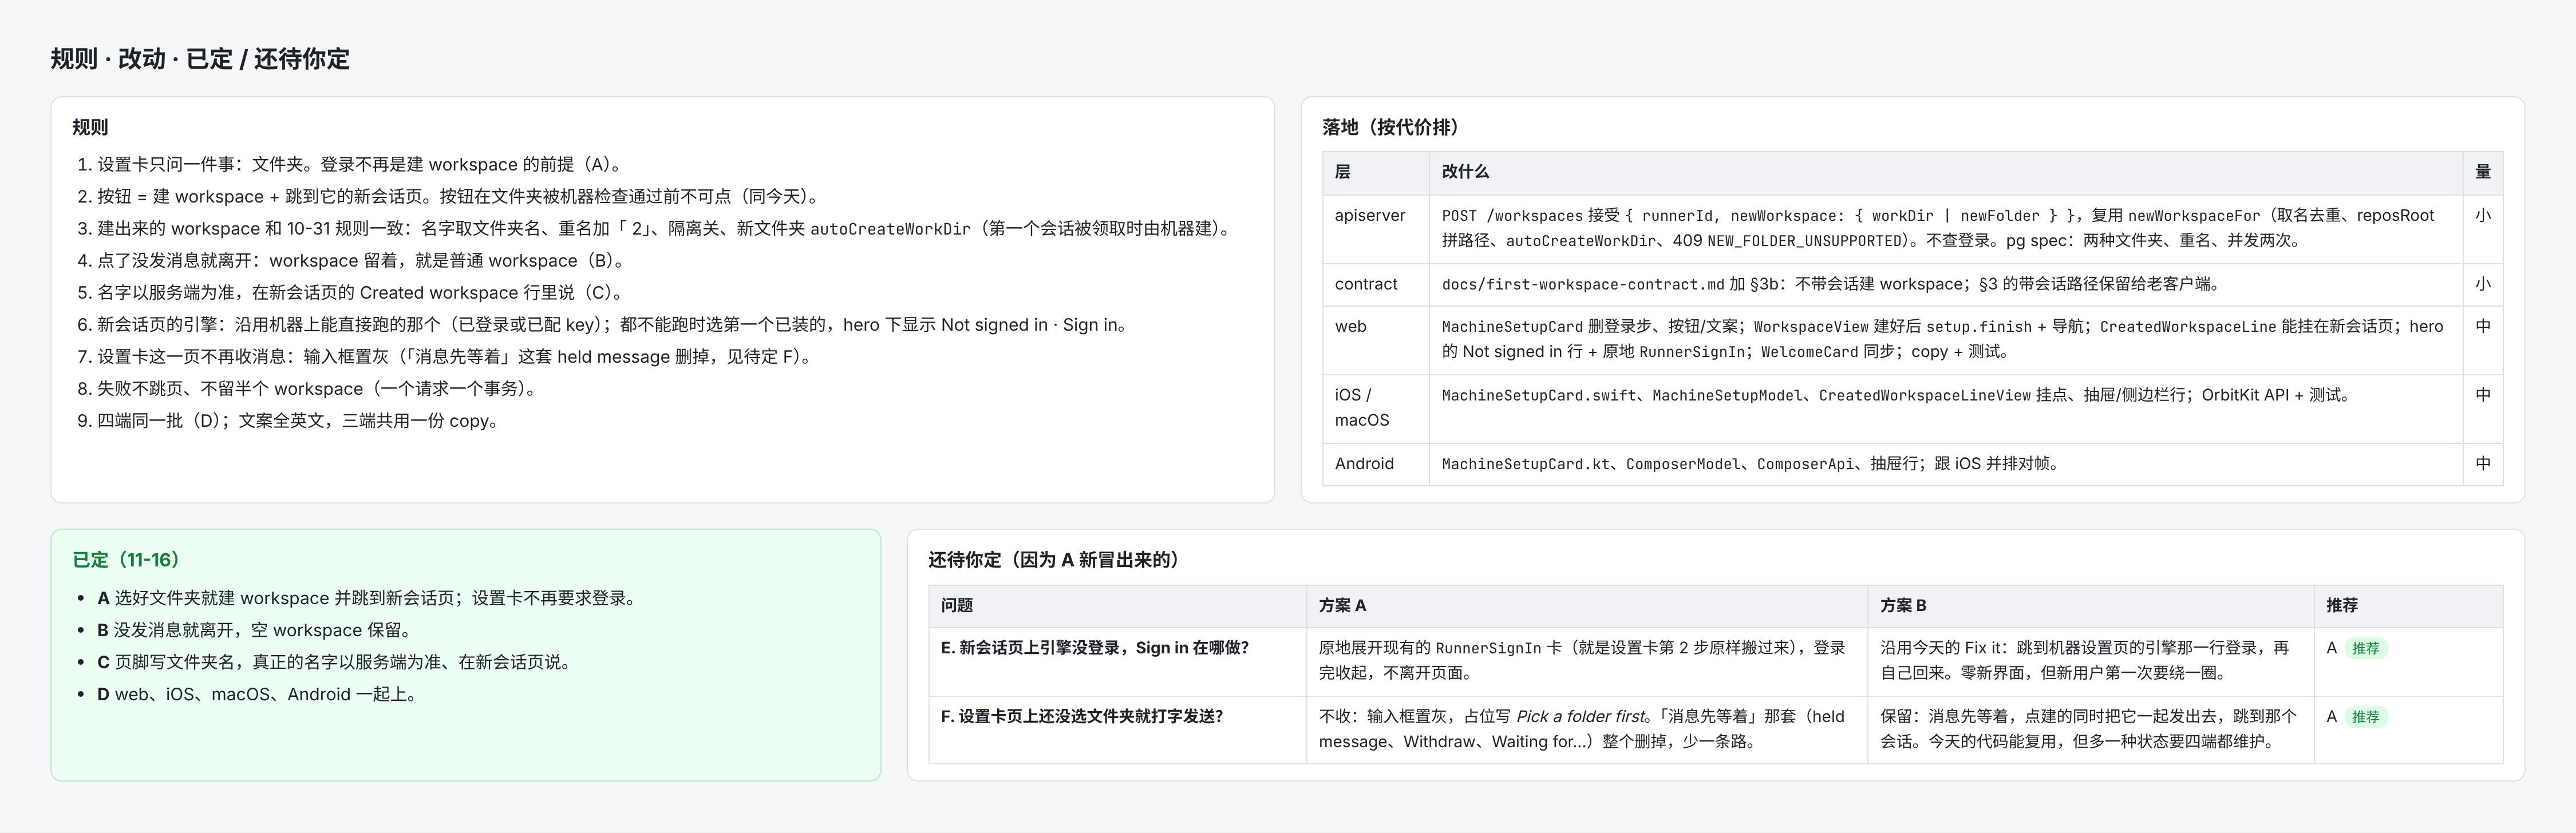 规则 · 改动 · 已定 / 还待你定
规则
1. 设置卡只问一件事：文件夹。登录不再是建 workspace 的前提（A）。
2. 按钮 = 建 workspace + 跳到它的新会话页。按钮在文件夹被机器检查通过前不可点（同今天）。
3. 建出来的 workspace 和 10-31 规则一致：名字取文件夹名、重名加「 2」、隔离关、新文件夹 autoCreateWorkDir（第一个会话被领取时由机器建）。
4. 点了没发消息就离开：workspace 留着，就是普通 workspace（B）。
5. 名字以服务端为准，在新会话页的 Created workspace 行里说（C）。
6. 新会话页的引擎：沿用机器上能直接跑的那个（已登录或已配 key）；都不能跑时选第一个已装的，hero 下显示 Not signed in · Sign in。
7. 设置卡这一页不再收消息：输入框置灰（「消息先等着」这套 held message 删掉，见待定 F）。
8. 失败不跳页、不留半个 workspace（一个请求一个事务）。
9. 四端同一批（D）；文案全英文，三端共用一份 copy。
落地（按代价排）
层 改什么 量
apiserver POST /workspaces 接受 { runnerId, newWorkspace: { workDir | newFolder } }，复用 newWorkspaceFor（取名去重、reposRoot 小
拼路径、autoCreateWorkDir、409 NEW_FOLDER_UNSUPPORTED）。不查登录。pg spec：两种文件夹、重名、并发两次。
contract docs/first-workspace-contract.md 加 §3b：不带会话建 workspace；§3 的带会话路径保留给老客户端。 小
web MachineSetupCard 删登录步、按钮/文案；WorkspaceView 建好后 setup.finish + 导航；CreatedWorkspaceLine 能挂在新会话页；hero 中
的 Not signed in 行 + 原地 RunnerSignIn；WelcomeCard 同步；copy + 测试。
iOS / MachineSetupCard.swift、MachineSetupModel、CreatedWorkspaceLineView 挂点、抽屉/侧边栏行；OrbitKit API + 测试。 中
macOS
Android MachineSetupCard.kt、ComposerModel、ComposerApi、抽屉行；跟 iOS 并排对帧。 中
已定（11-16）
• A 选好文件夹就建 workspace 并跳到新会话页；设置卡不再要求登录。
• B 没发消息就离开，空 workspace 保留。
• C 页脚写文件夹名，真正的名字以服务端为准、在新会话页说。
• D web、iOS、macOS、Android 一起上。
还待你定（因为 A 新冒出来的）
问题 方案 A 方案 B 推荐
E. 新会话页上引擎没登录，Sign in 在哪做？ 原地展开现有的 RunnerSignIn 卡（就是设置卡第 2 步原样搬过来），登录 沿用今天的 Fix it：跳到机器设置页的引擎那一行登录，再 A 推荐
完收起，不离开页面。 自己回来。零新界面，但新用户第一次要绕一圈。
F. 设置卡页上还没选文件夹就打字发送？ 不收：输入框置灰，占位写 Pick a folder first。「消息先等着」那套（held 保留：消息先等着，点建的同时把它一起发出去，跳到那个 A 推荐
message、Withdraw、Waiting for…）整个删掉，少一条路。 会话。今天的代码能复用，但多一种状态要四端都维护。